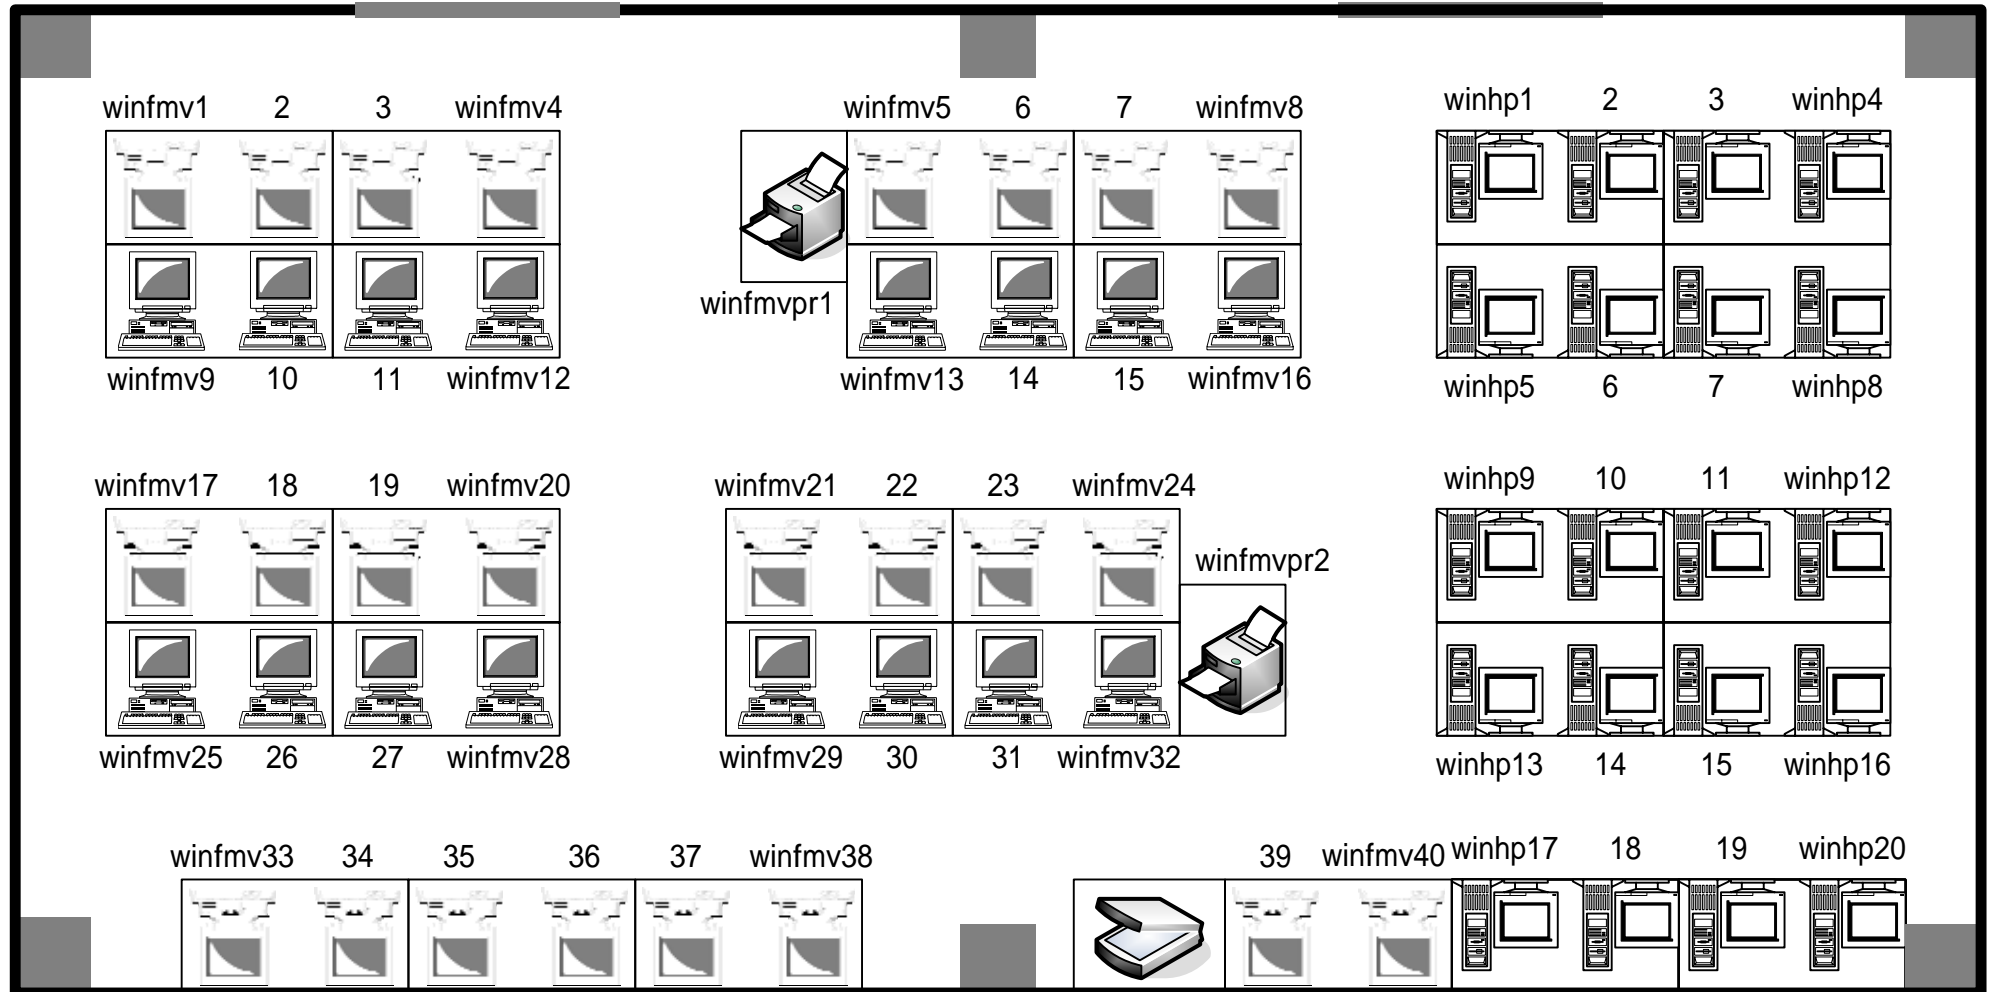 winfmv1 2 3 winfmv4 winfmv5 6 7 winfmv8 winhp1 2 3 winhp4
winfmvpr1
winfmv9 10 11 winfmv12 winfmv13 14 15 winfmv16 winhp5 6 7 winhp8
winfmv17 18 19 winfmv20 winfmv21 22 23 winfmv24 winhp9 10 11 winhp12
winfmvpr2
winfmv25 26 27 winfmv28 winfmv29 30 31 winfmv32 winhp13 14 15 winhp16
winfmv33 34 35 36 37 winfmv38 39 winfmv40 winhp17 18 19 winhp20